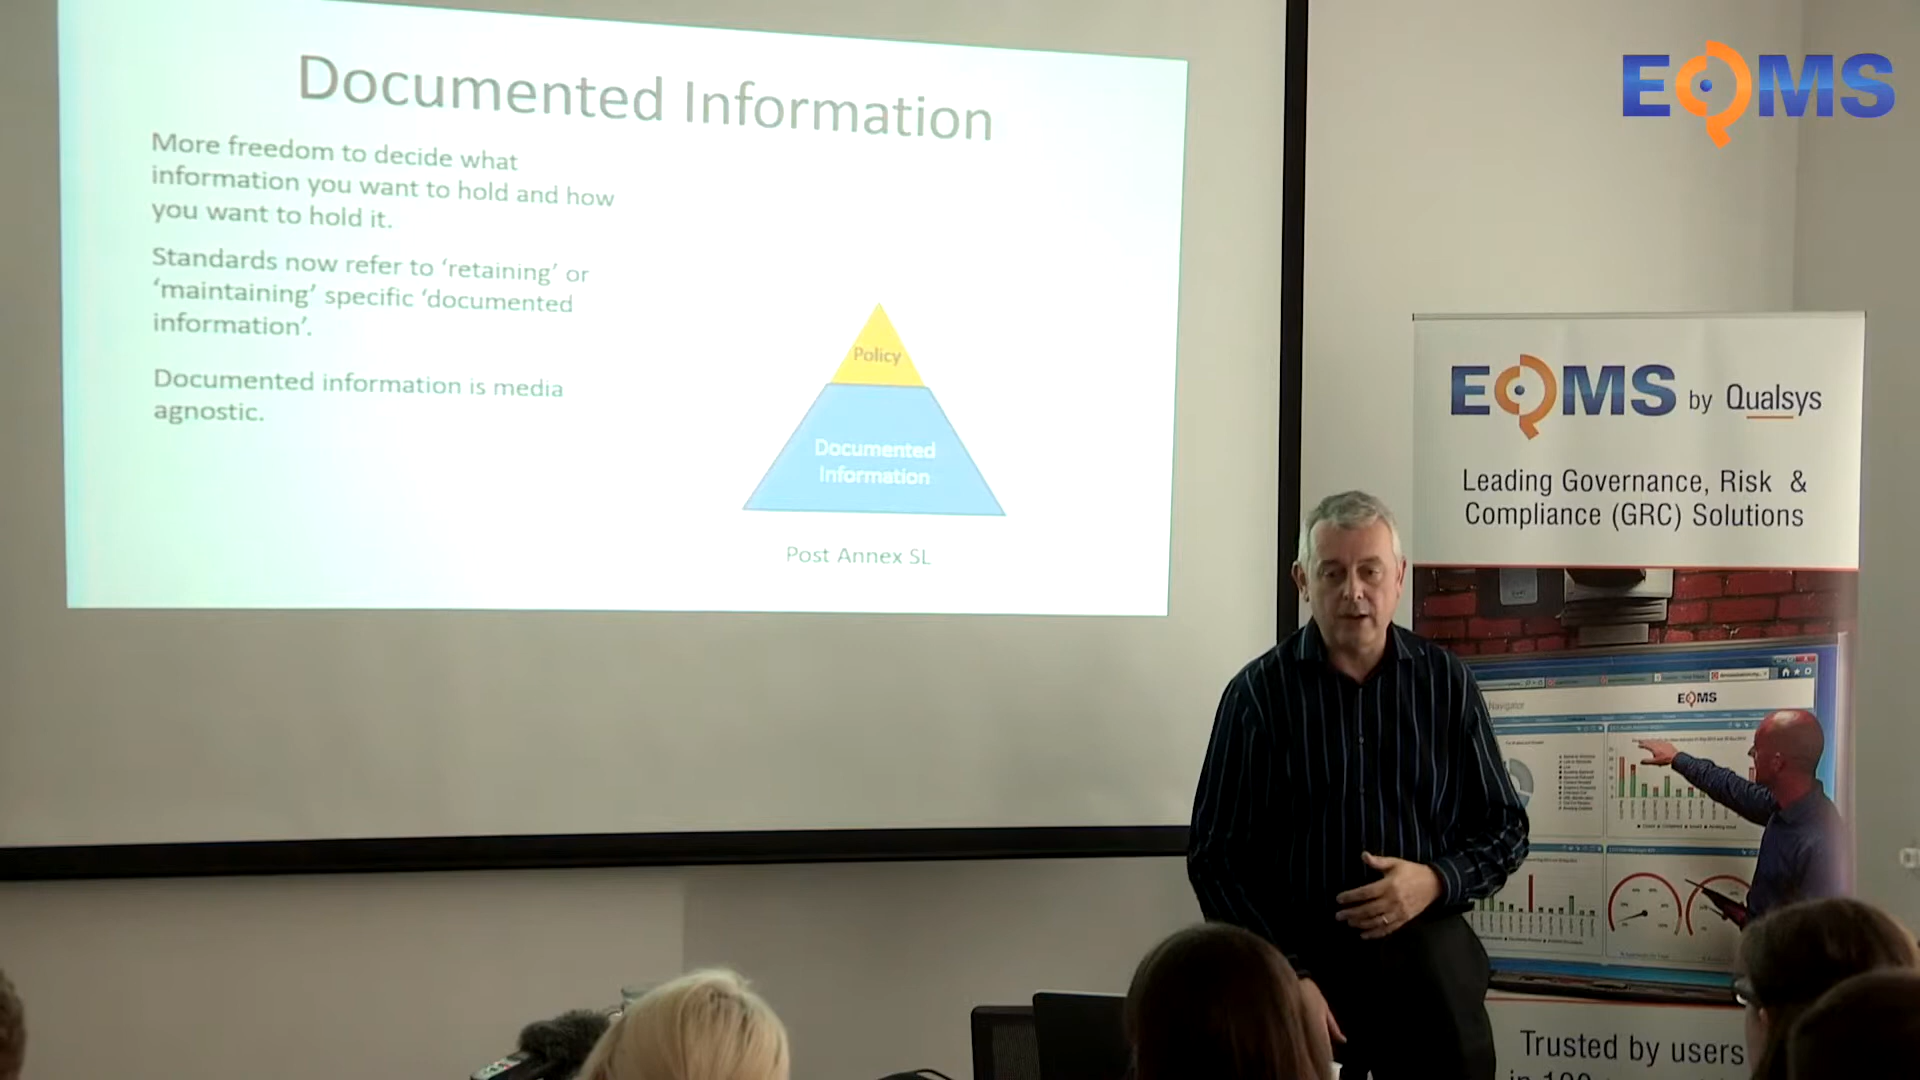 Documented Information
More freedom to decide what
information you want to hold and how
you want to hold it.
Standards now refer to ‘retaining’ or
‘maintaining’ specific ‘documented
information’.
Documented information is media
agnostic.
Policy
Documented
Information
Post Annex SL
EQMS
EQMS by Qualsys
Leading Governance, Risk &
Compliance (GRC) Solutions
EQMS
Navigator
Trusted by users